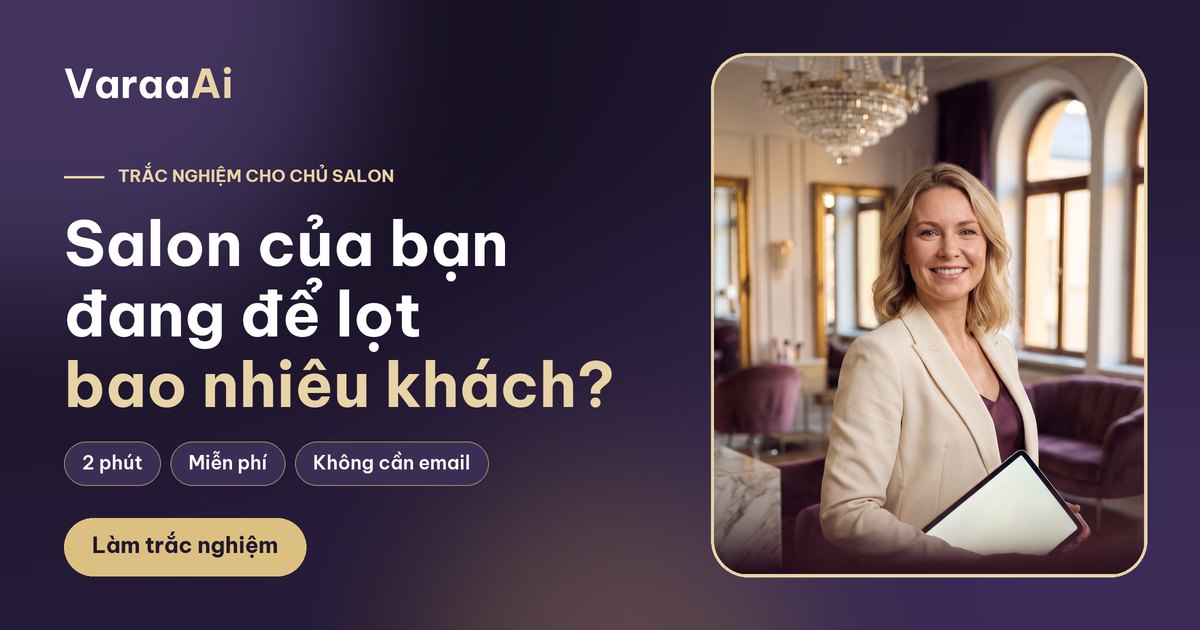 VaraaAi
TRẮC NGHIỆM CHO CHỦ SALON
Salon của bạn
đang để lọt
bao nhiêu khách?
2 phút
Miễn phí
Không cần email
Làm trắc nghiệm